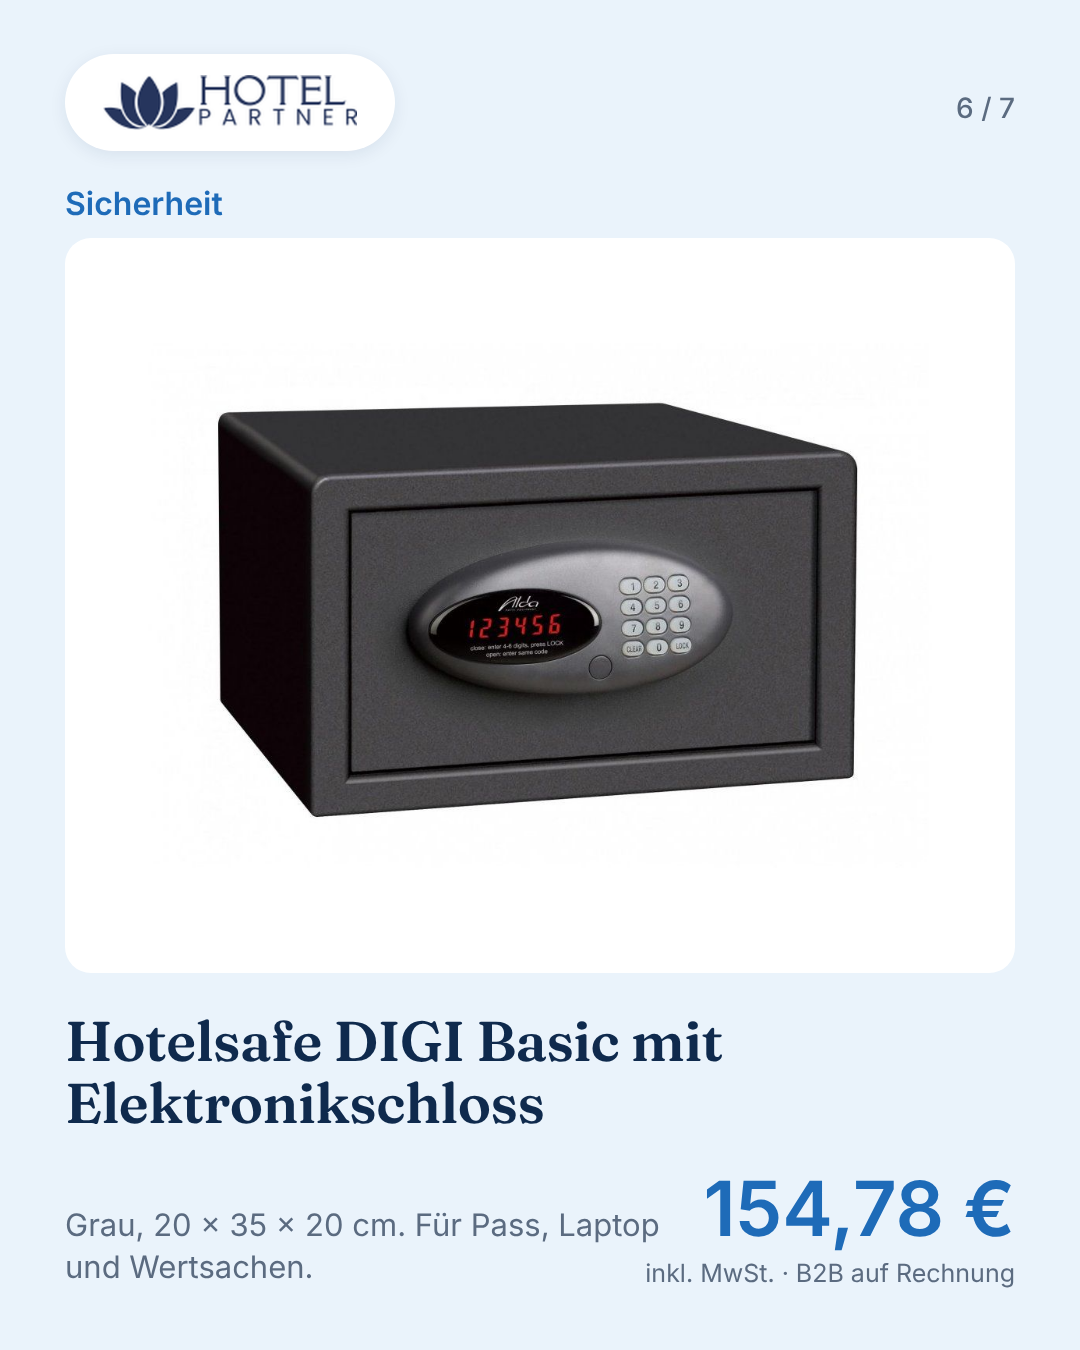 HOTEL
PARTNER
6 / 7
Sicherheit
Alda
123456
close: enter 4-6 digits, press LOCK
open: enter same code
1 2 3
4 5 6
7 8 9
CLEAR 0 LOCK
Hotelsafe DIGI Basic mit
Elektronikschloss
Grau, 20 × 35 × 20 cm. Für Pass, Laptop
und Wertsachen.
154,78 €
inkl. MwSt. · B2B auf Rechnung